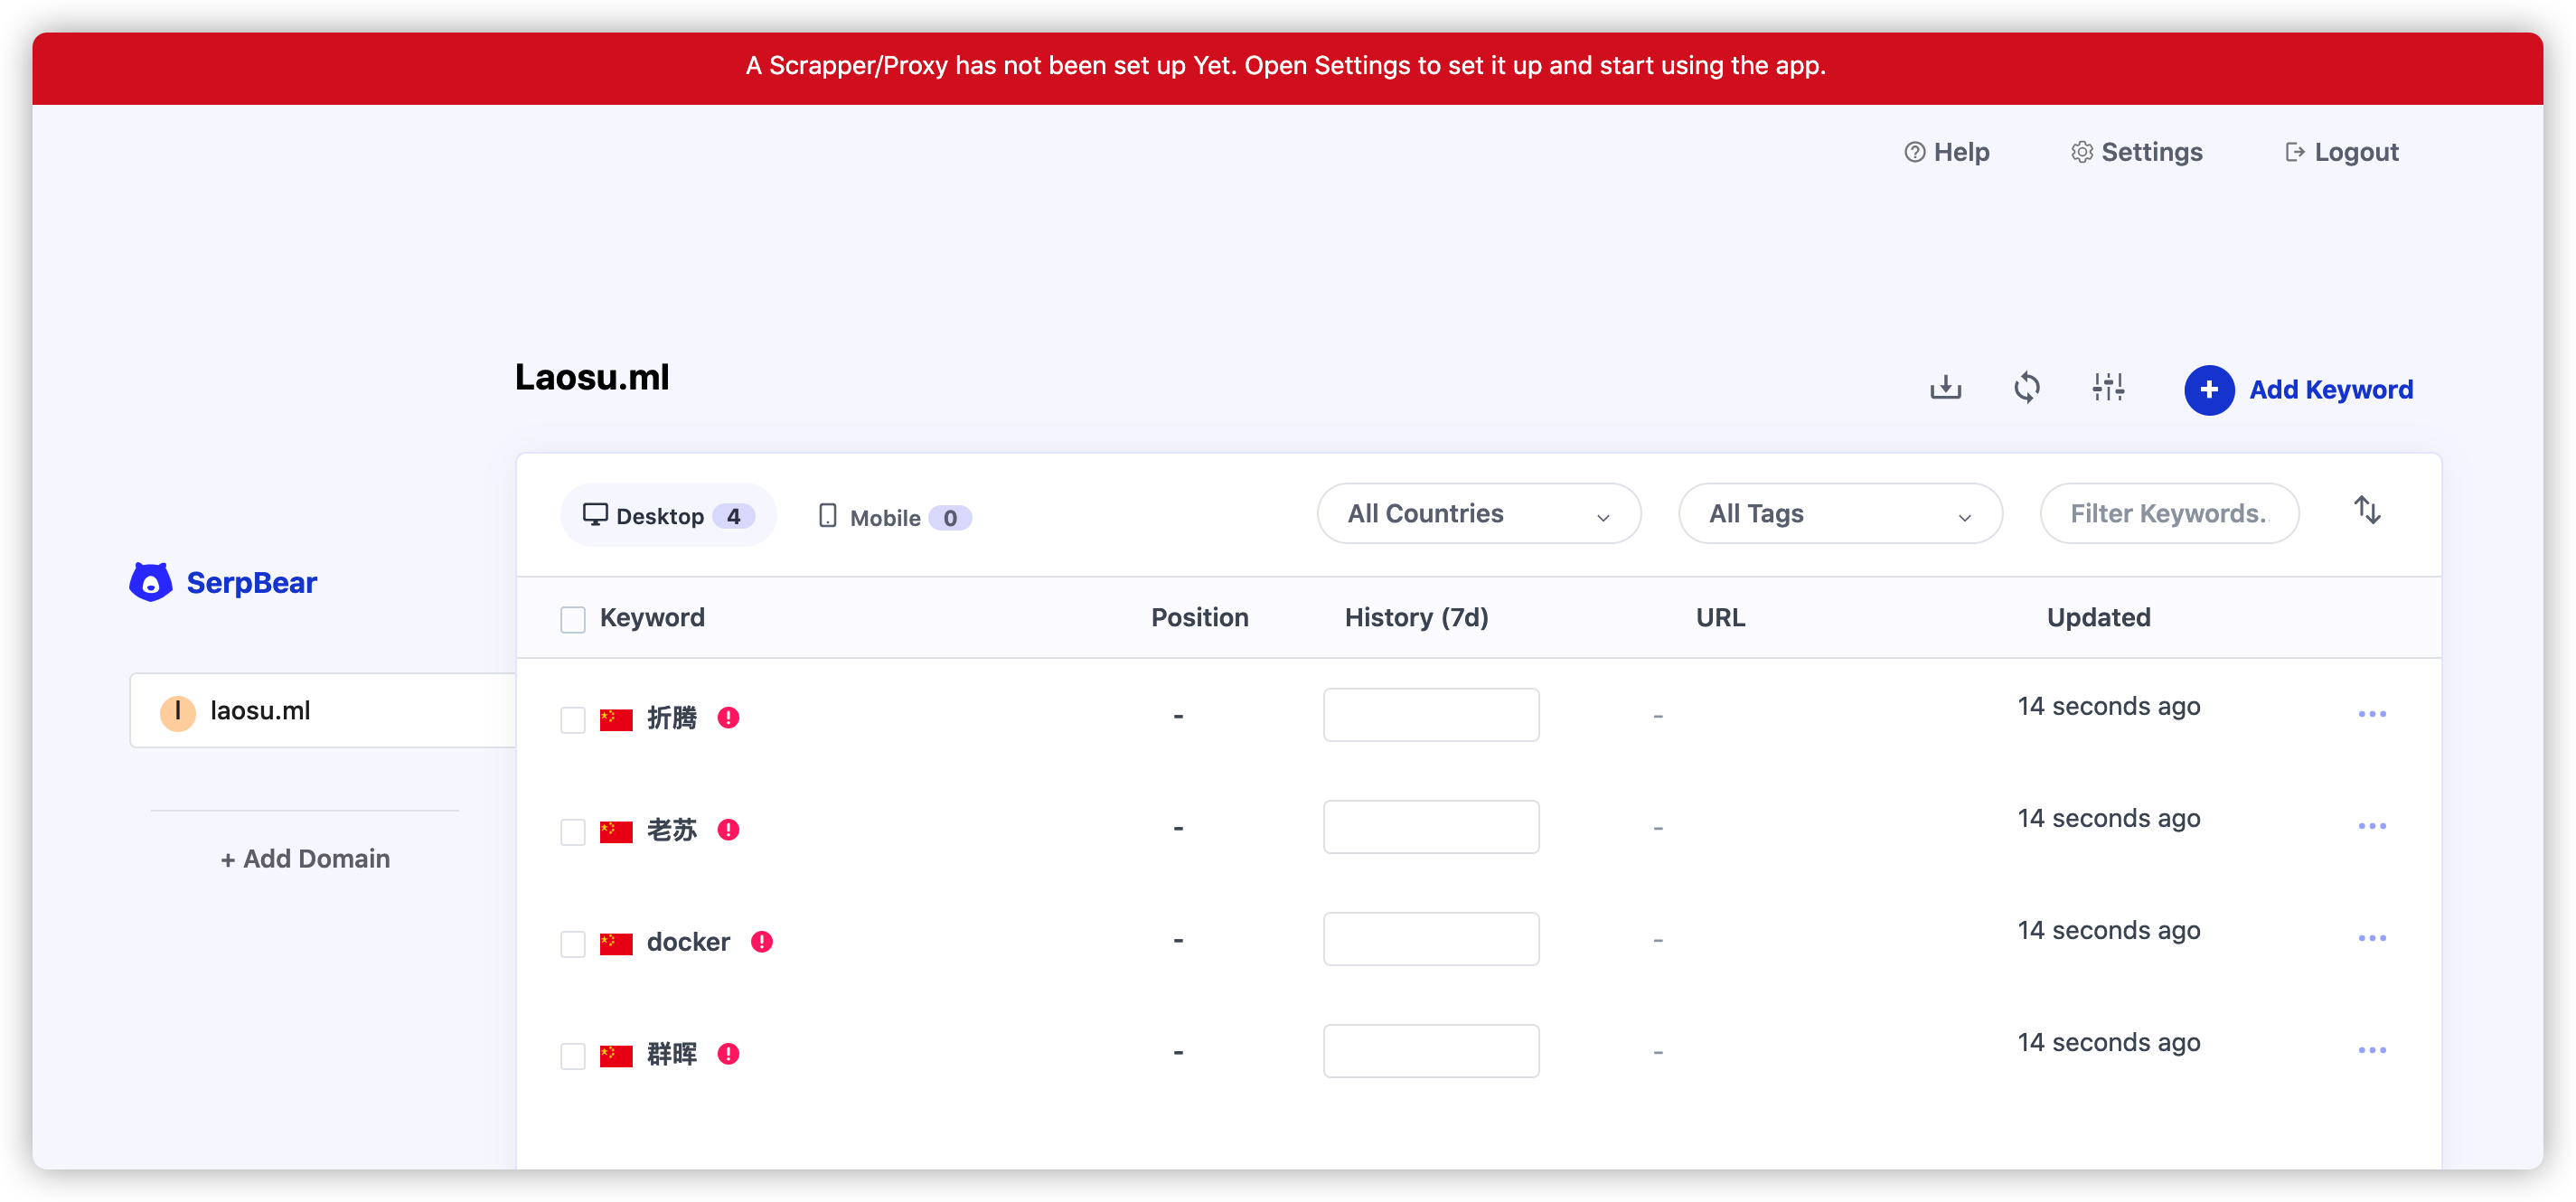 A Scrapper/Proxy has not been set up Yet. Open Settings to set it up and start using the app.
Help Settings Logout
Laosu.ml
Add Keyword
Desktop 4 Mobile 0 All Countries All Tags Filter Keywords..
SerpBear
Keyword Position History (7d) URL Updated
l laosu.ml
折腾 - - 14 seconds ago
老苏 - - 14 seconds ago
+ Add Domain
docker - - 14 seconds ago
群晖 - - 14 seconds ago